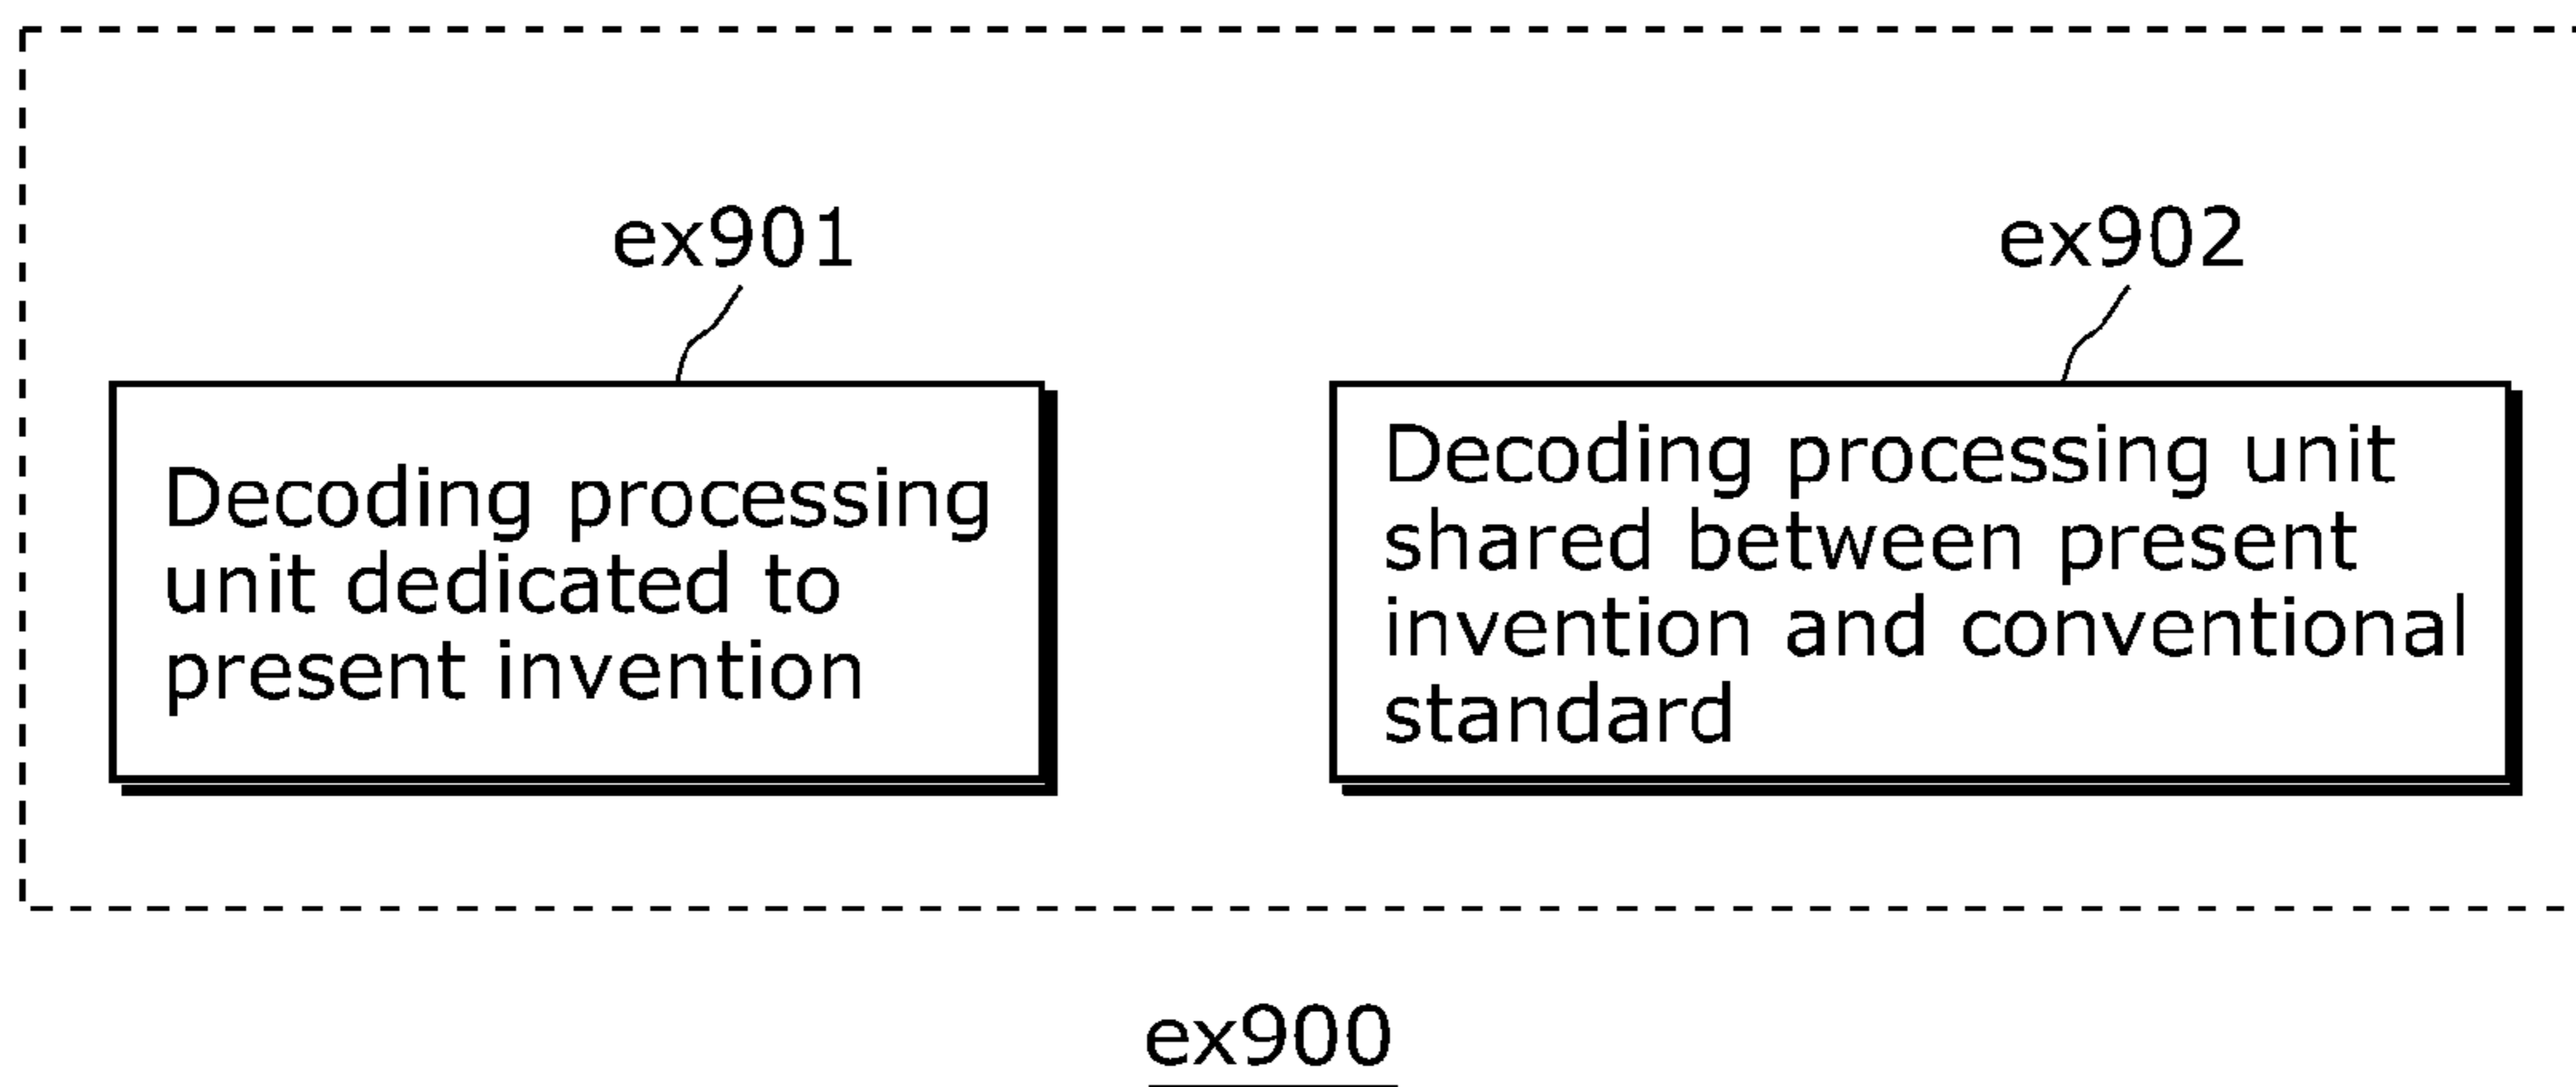 ex901
ex902
Decoding processing
unit dedicated to
present invention
Decoding processing unit
shared between present
invention and conventional
standard
ex900